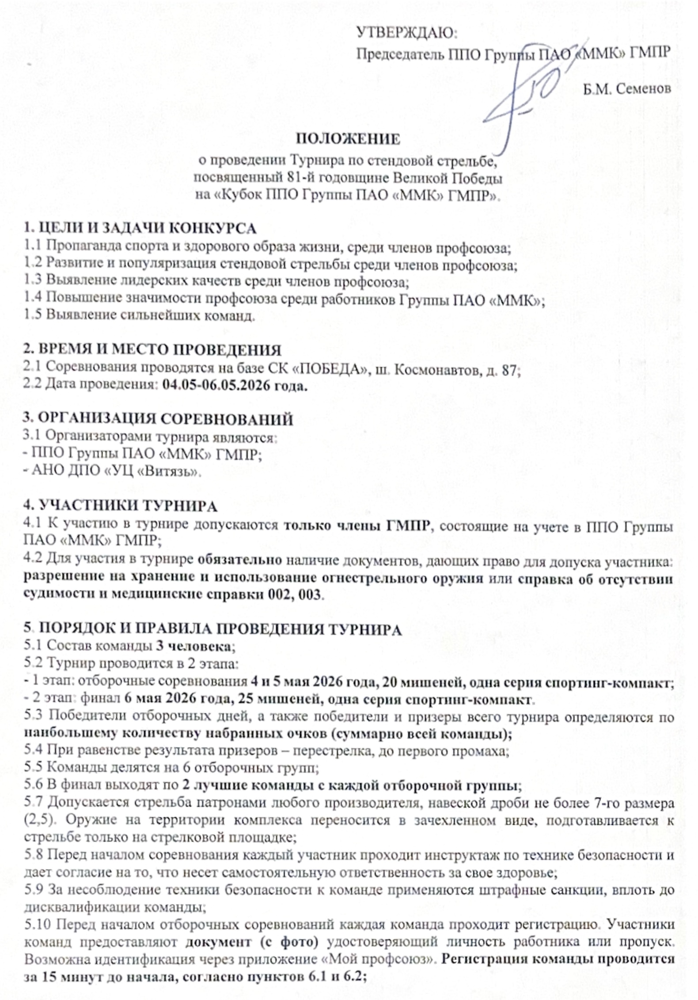 УТВЕРЖДАЮ:
Председатель ППО Группы ПАО «ММК» ГМПР
Б.М. Семенов
ПОЛОЖЕНИЕ
о проведении Турнира по стендовой стрельбе,
посвященный 81-й годовщине Великой Победы
на «Кубок ППО Группы ПАО «ММК» ГМПР».
1. ЦЕЛИ И ЗАДАЧИ КОНКУРСА
1.1 Пропаганда спорта и здорового образа жизни, среди членов профсоюза;
1.2 Развитие и популяризация стендовой стрельбы среди членов профсоюза;
1.3 Выявление лидерских качеств среди членов профсоюза;
1.4 Повышение значимости профсоюза среди работников Группы ПАО «ММК»;
1.5 Выявление сильнейших команд.
2. ВРЕМЯ И МЕСТО ПРОВЕДЕНИЯ
2.1 Соревнования проводятся на базе СК «ПОБЕДА», ш. Космонавтов, д. 87;
2.2 Дата проведения: 04.05-06.05.2026 года.
3. ОРГАНИЗАЦИЯ СОРЕВНОВАНИЙ
3.1 Организаторами турнира являются:
- ППО Группы ПАО «ММК» ГМПР;
- АНО ДПО «УЦ «Витязь».
4. УЧАСТНИКИ ТУРНИРА
4.1 К участию в турнире допускаются только члены ГМПР, состоящие на учете в ППО Группы
ПАО «ММК» ГМПР;
4.2 Для участия в турнире обязательно наличие документов, дающих право для допуска участника:
разрешение на хранение и использование огнестрельного оружия или справка об отсутствии
судимости и медицинские справки 002, 003.
5. ПОРЯДОК И ПРАВИЛА ПРОВЕДЕНИЯ ТУРНИРА
5.1 Состав команды 3 человека;
5.2 Турнир проводится в 2 этапа:
- 1 этап: отборочные соревнования 4 и 5 мая 2026 года, 20 мишеней, одна серия спортинг-компакт;
- 2 этап: финал 6 мая 2026 года, 25 мишеней, одна серия спортинг-компакт.
5.3 Победители отборочных дней, а также победители и призеры всего турнира определяются по
наибольшему количеству набранных очков (суммарно всей команды);
5.4 При равенстве результата призеров – перестрелка, до первого промаха;
5.5 Команды делятся на 6 отборочных групп;
5.6 В финал выходят по 2 лучшие команды с каждой отборочной группы;
5.7 Допускается стрельба патронами любого производителя, навеской дроби не более 7-го размера
(2,5). Оружие на территории комплекса переносится в зачехленном виде, подготавливается к
стрельбе только на стрелковой площадке;
5.8 Перед началом соревнования каждый участник проходит инструктаж по технике безопасности и
дает согласие на то, что несет самостоятельную ответственность за свое здоровье;
5.9 За несоблюдение техники безопасности к команде применяются штрафные санкции, вплоть до
дисквалификации команды;
5.10 Перед началом отборочных соревнований каждая команда проходит регистрацию. Участники
команд предоставляют документ (с фото) удостоверяющий личность работника или пропуск.
Возможна идентификация через приложение «Мой профсоюз». Регистрация команды проводится
за 15 минут до начала, согласно пунктов 6.1 и 6.2;